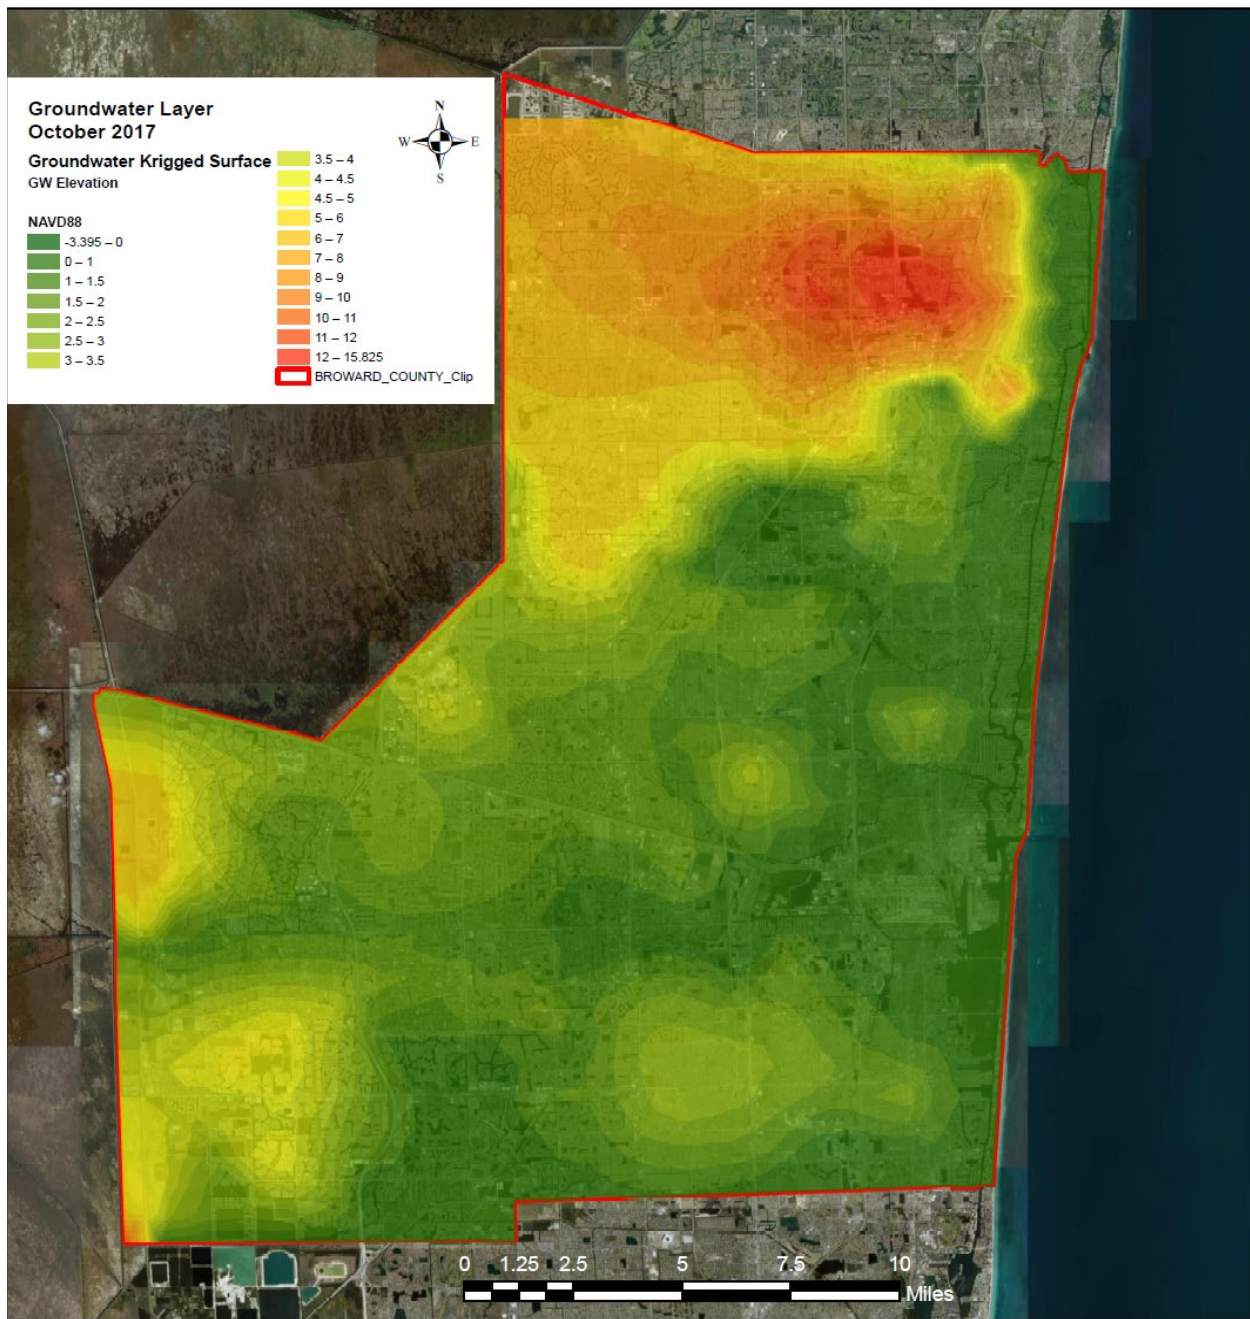 Groundwater Layer
October 2017
Groundwater Krigged Surface
GW Elevation
NAVD88
-3.395 – 0
0 – 1
1 – 1.5
1.5 – 2
2 – 2.5
2.5 – 3
3 – 3.5
3.5 – 4
4 – 4.5
4.5 – 5
5 – 6
6 – 7
7 – 8
8 – 9
9 – 10
10 – 11
11 – 12
12 – 15.825
BROWARD_COUNTY_Clip
N
W E
S
0 1.25 2.5 5 7.5 10
Miles